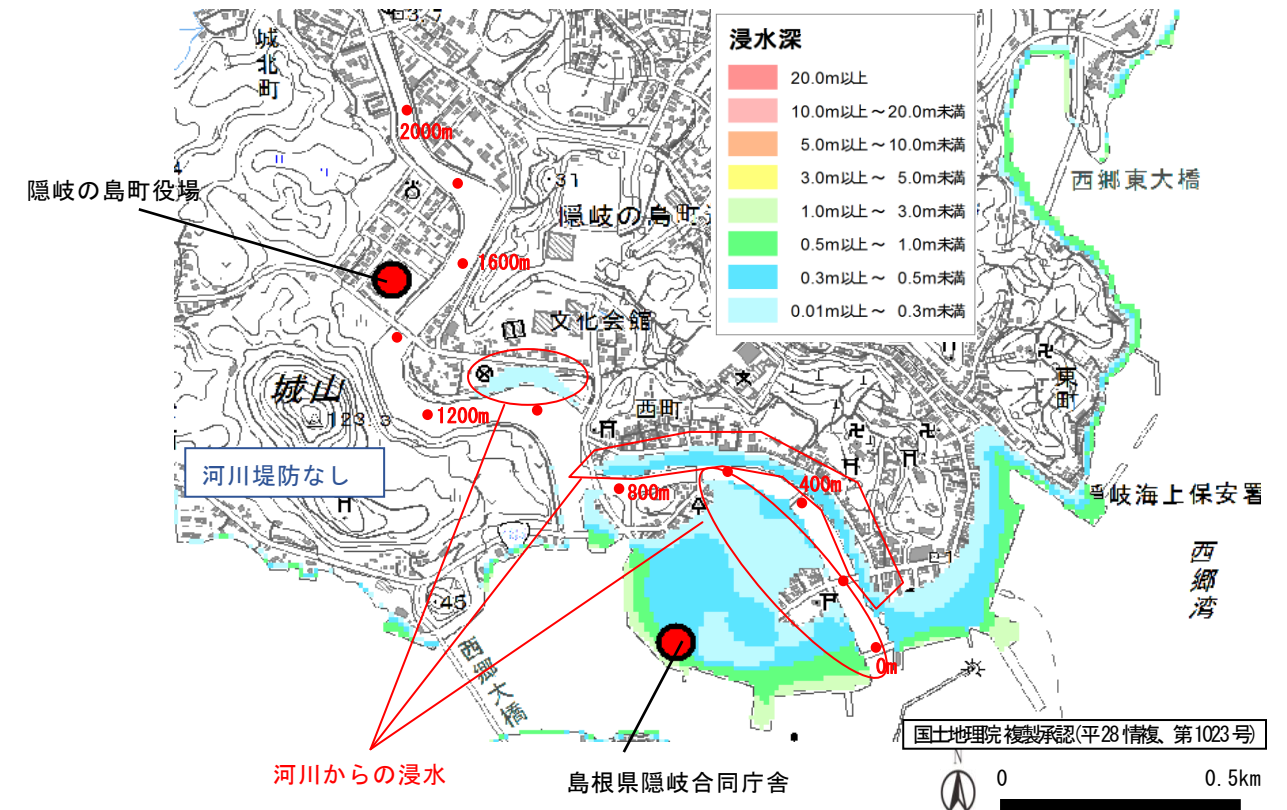 3.7
城北町
2000m
浸水深
20.0m以上
10.0m以上～20.0m未満
5.0m以上～10.0m未満
3.0m以上～ 5.0m未満
1.0m以上～ 3.0m未満
0.5m以上～ 1.0m未満
0.3m以上～ 0.5m未満
0.01m以上～ 0.3m未満
西郷東大橋
隠岐の島町役場
・31
隠岐の島町
1600m
文化会館
城山
123.3
1200m
西町
東町
河川堤防なし
800m
400m
隠岐海上保安署
西郷湾
・45
西郷大橋
0m
国土地理院 複製承認(平28情複、第1023号)
河川からの浸水
島根県隠岐合同庁舎
N
0
0.5km